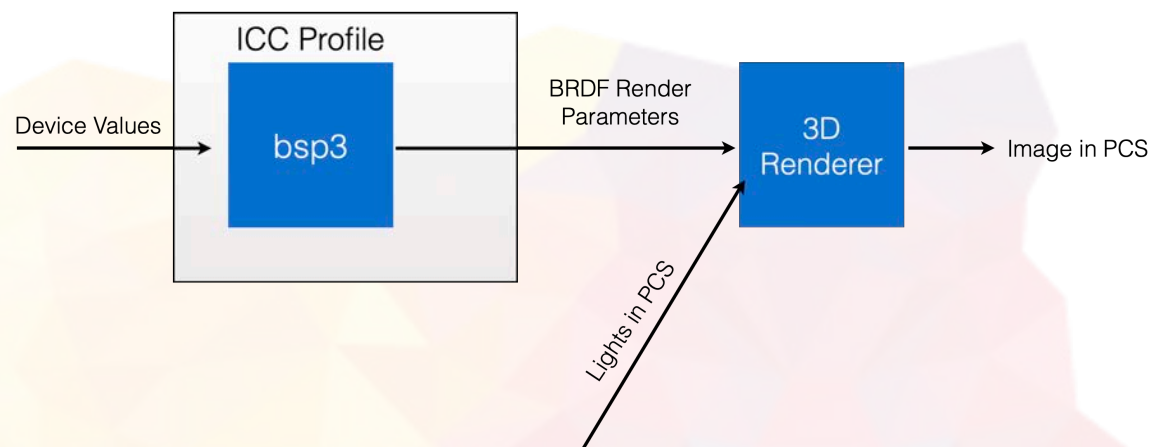 ICC Profile
Device Values
bsp3
BRDF Render
Parameters
3D
Renderer
Image in PCS
Lights in PCS